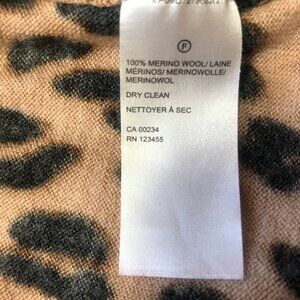 F
100% MERINO WOOL/ LAINE
MÉRINOS/ MERINOWOLLE/
MERINOWOL
DRY CLEAN
NETTOYER À SEC
CA 00234
RN 123455